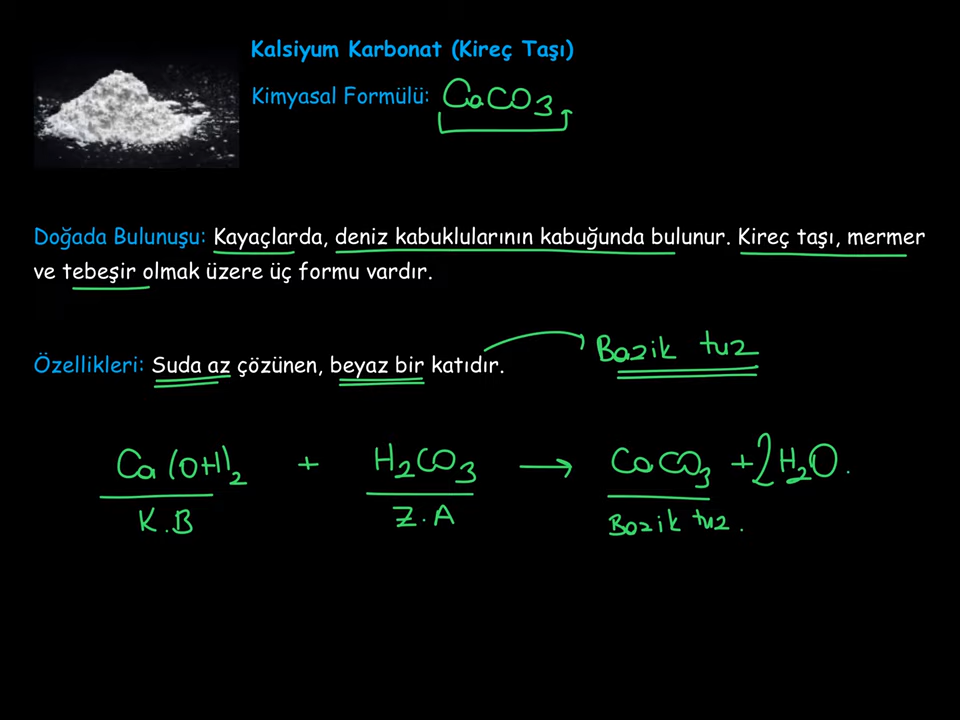 Kalsiyum Karbonat (Kireç Taşı)
Kimyasal Formülü: CaCO3
Doğada Bulunuşu: Kayaçlarda, deniz kabuklularının kabuğunda bulunur. Kireç taşı, mermer
ve tebeşir olmak üzere üç formu vardır.
Bazik tuz
Özellikleri: Suda az çözünen, beyaz bir katıdır.
Ca(OH)2 + H2CO3 → CaCO3 + 2H2O.
K.B Z.A Bazik tuz.